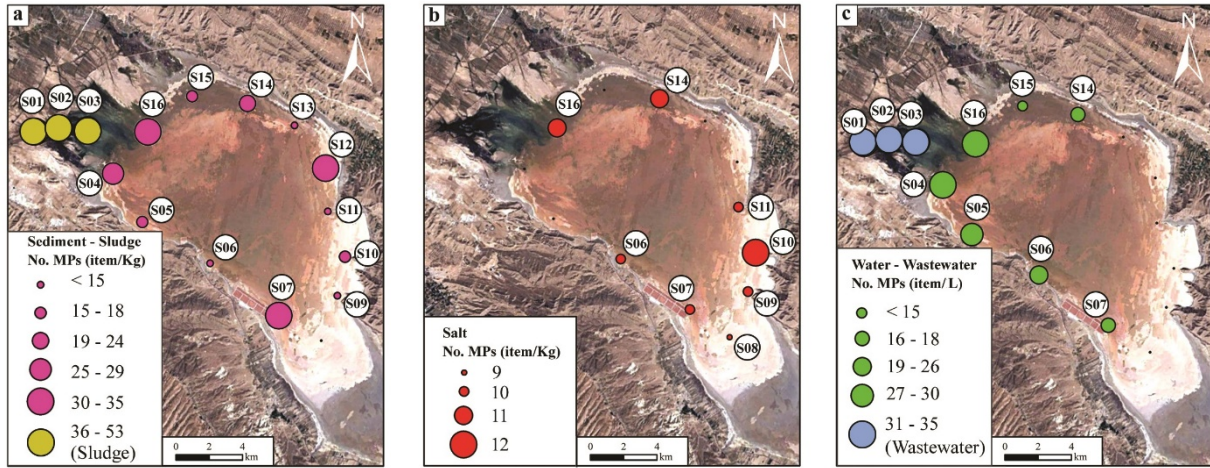 a
N
S15
S14
S01
S02
S03
S16
S13
S12
S04
S11
S05
S06
S10
S07
S09
Sediment - Sludge
No. MPs (item/Kg)
< 15
15 - 18
19 - 24
25 - 29
30 - 35
36 - 53
(Sludge)
0 2 4
km
b
N
S14
S16
S11
S06
S10
S07
S09
S08
Salt
No. MPs (item/Kg)
9
10
11
12
0 2 4
km
c
N
S15
S14
S01
S02
S03
S16
S04
S05
S06
S07
Water - Wastewater
No. MPs (item/ L)
< 15
16 - 18
19 - 26
27 - 30
31 - 35
(Wastewater)
0 2 4
km